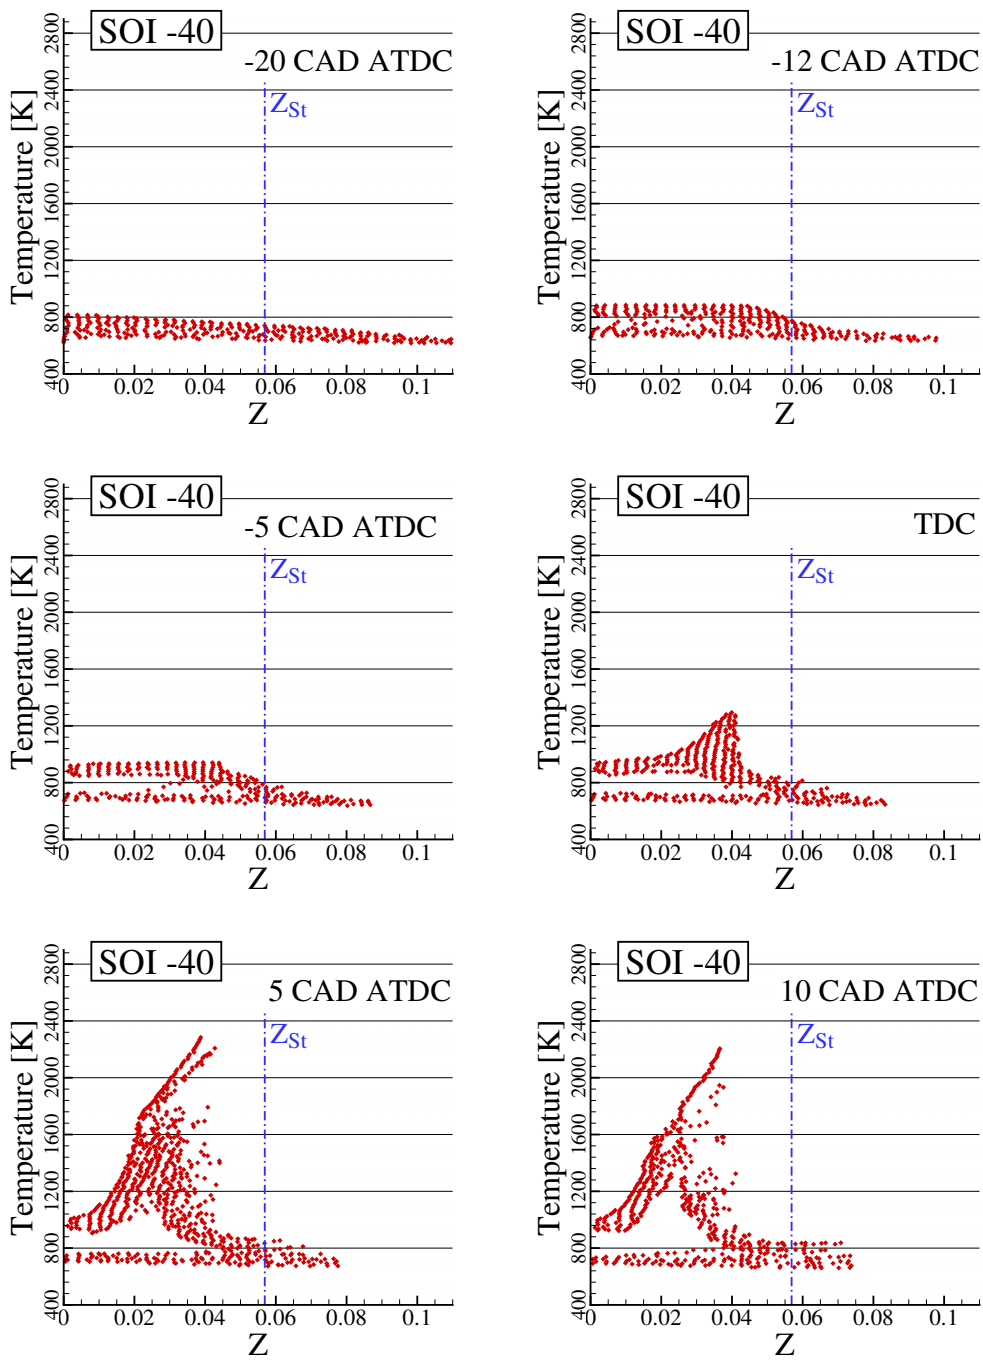 SOI -40
-20 CAD ATDC
Z_St
Temperature [K]
2800
2400
2000
1600
1200
800
400
0 0.02 0.04 0.06 0.08 0.1
Z
SOI -40
-12 CAD ATDC
Z_St
Temperature [K]
2800
2400
2000
1600
1200
800
400
0 0.02 0.04 0.06 0.08 0.1
Z
SOI -40
-5 CAD ATDC
Z_St
Temperature [K]
2800
2400
2000
1600
1200
800
400
0 0.02 0.04 0.06 0.08 0.1
Z
SOI -40
TDC
Z_St
Temperature [K]
2800
2400
2000
1600
1200
800
400
0 0.02 0.04 0.06 0.08 0.1
Z
SOI -40
5 CAD ATDC
Z_St
Temperature [K]
2800
2400
2000
1600
1200
800
400
0 0.02 0.04 0.06 0.08 0.1
Z
SOI -40
10 CAD ATDC
Z_St
Temperature [K]
2800
2400
2000
1600
1200
800
400
0 0.02 0.04 0.06 0.08 0.1
Z